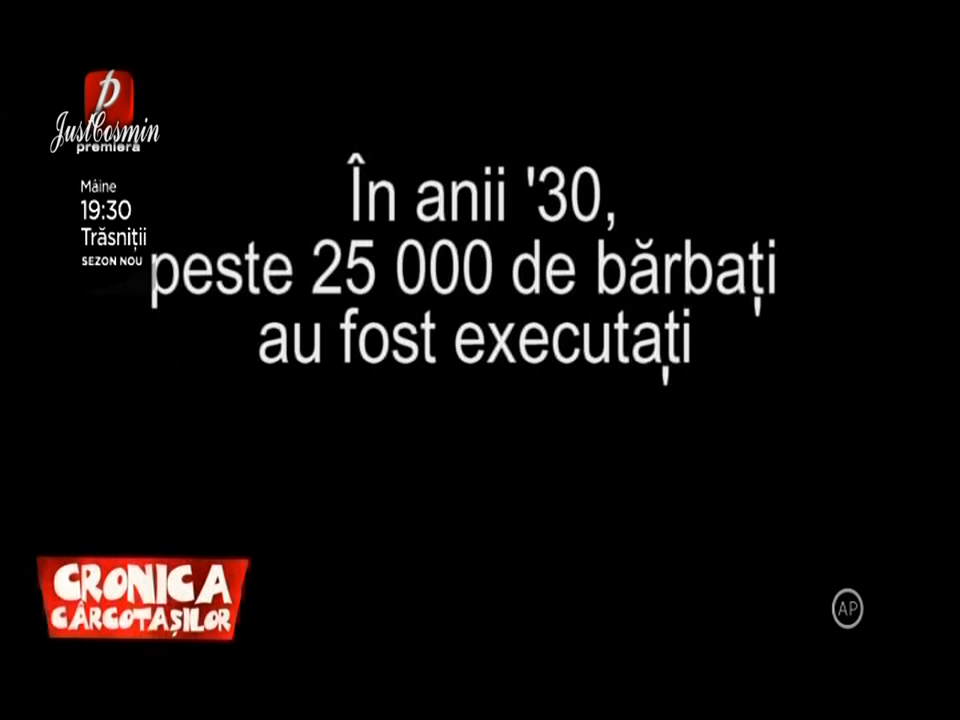 p
JustCosmin
premieră
Mâine
19:30
Trăsniții
SEZON NOU
În anii '30,
peste 25 000 de bărbați
au fost executați
CRONICA
CÂRCOTAȘILOR
AP